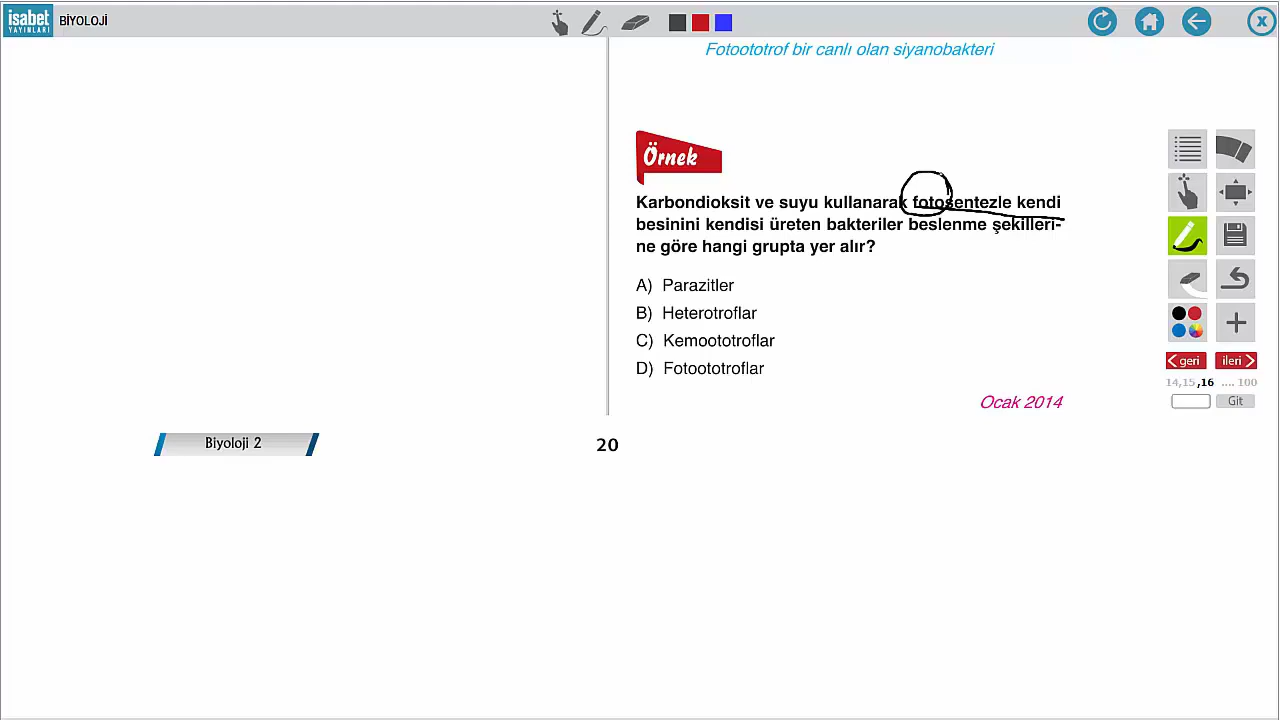 isabet
YAYINLARI
BİYOLOJİ
x
Fotoototrof bir canlı olan siyanobakteri
Örnek
Karbondioksit ve suyu kullanarak fotosentezle kendi
besinini kendisi üreten bakteriler beslenme şekilleri-
ne göre hangi grupta yer alır?
A) Parazitler
B) Heterotroflar
C) Kemoototroflar
D) Fotoototroflar
Ocak 2014
geri
ileri
14,15,16 .... 100
Git
Biyoloji 2
20